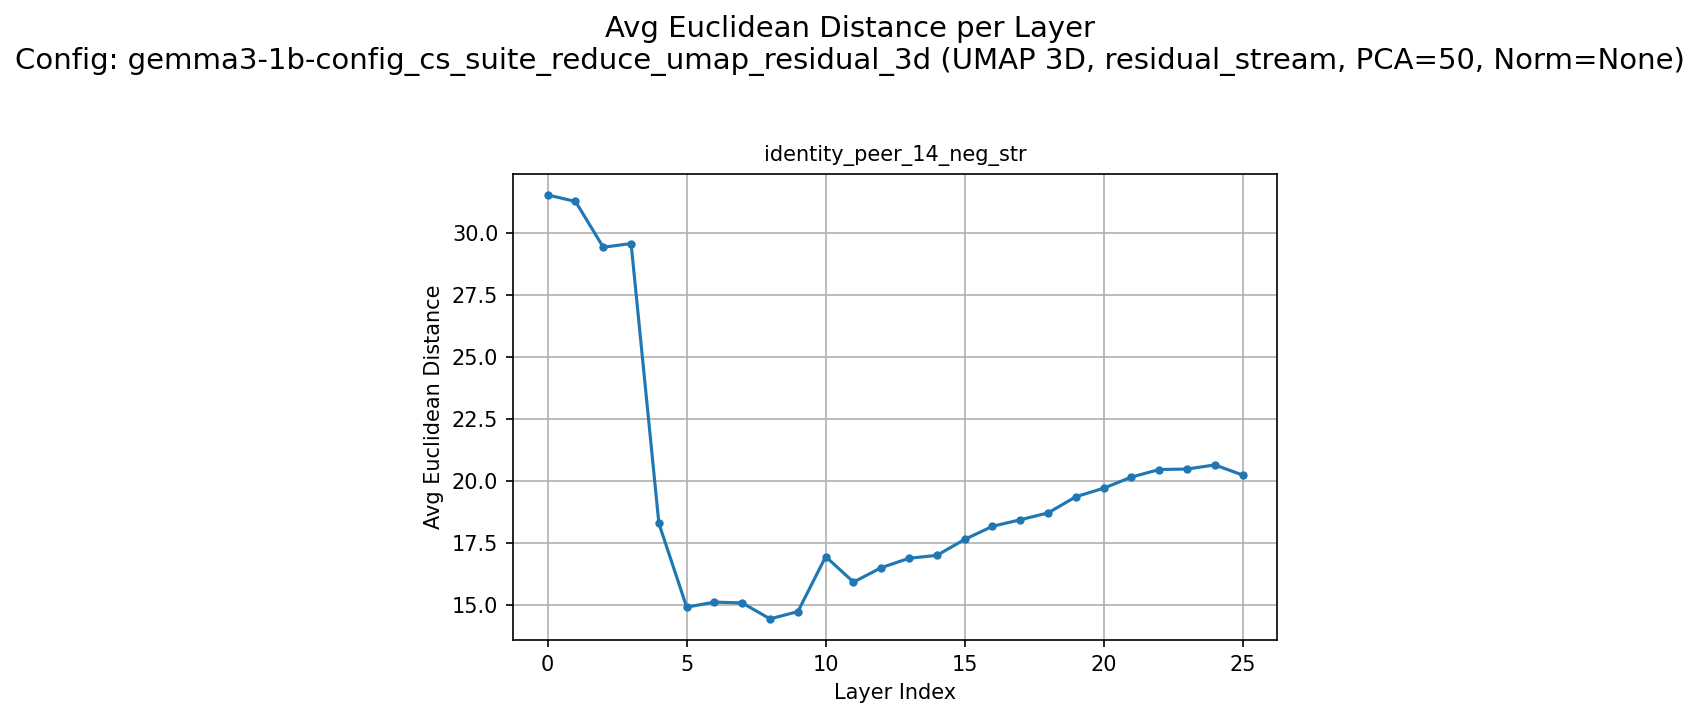 Avg Euclidean Distance per Layer
Config: gemma3-1b-config_cs_suite_reduce_umap_residual_3d (UMAP 3D, residual_stream, PCA=50, Norm=None)
identity_peer_14_neg_str
Avg Euclidean Distance
30.0
27.5
25.0
22.5
20.0
17.5
15.0
0 5 10 15 20 25
Layer Index